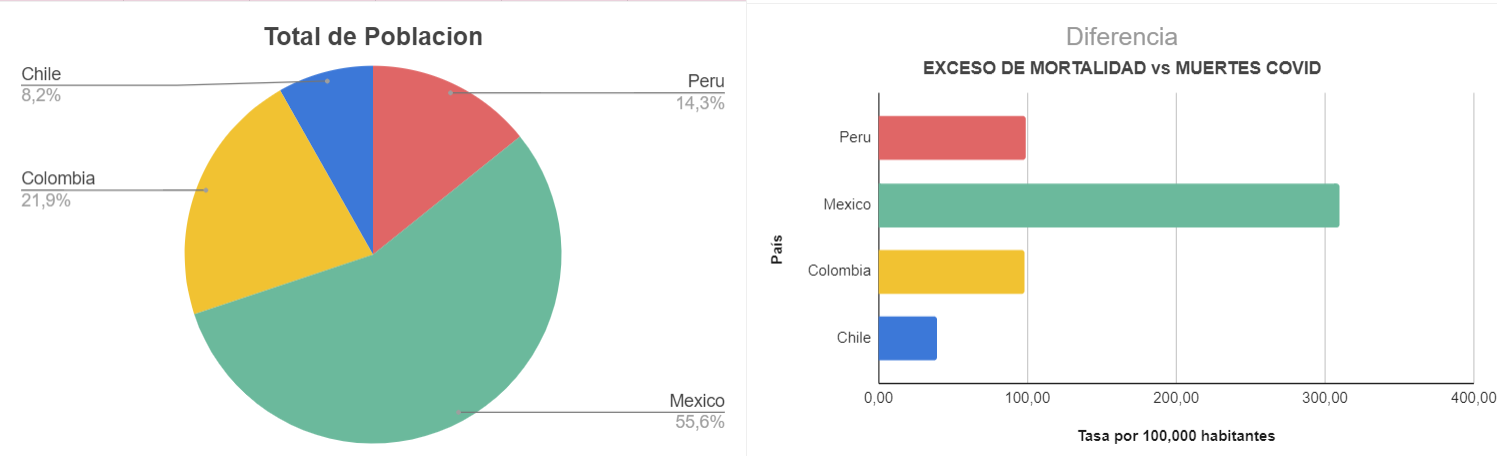 Total de Poblacion
Chile
8,2%
Peru
14,3%
Colombia
21,9%
Mexico
55,6%
Diferencia
EXCESO DE MORTALIDAD vs MUERTES COVID
País
Peru
Mexico
Colombia
Chile
0,00 100,00 200,00 300,00 400,00
Tasa por 100,000 habitantes